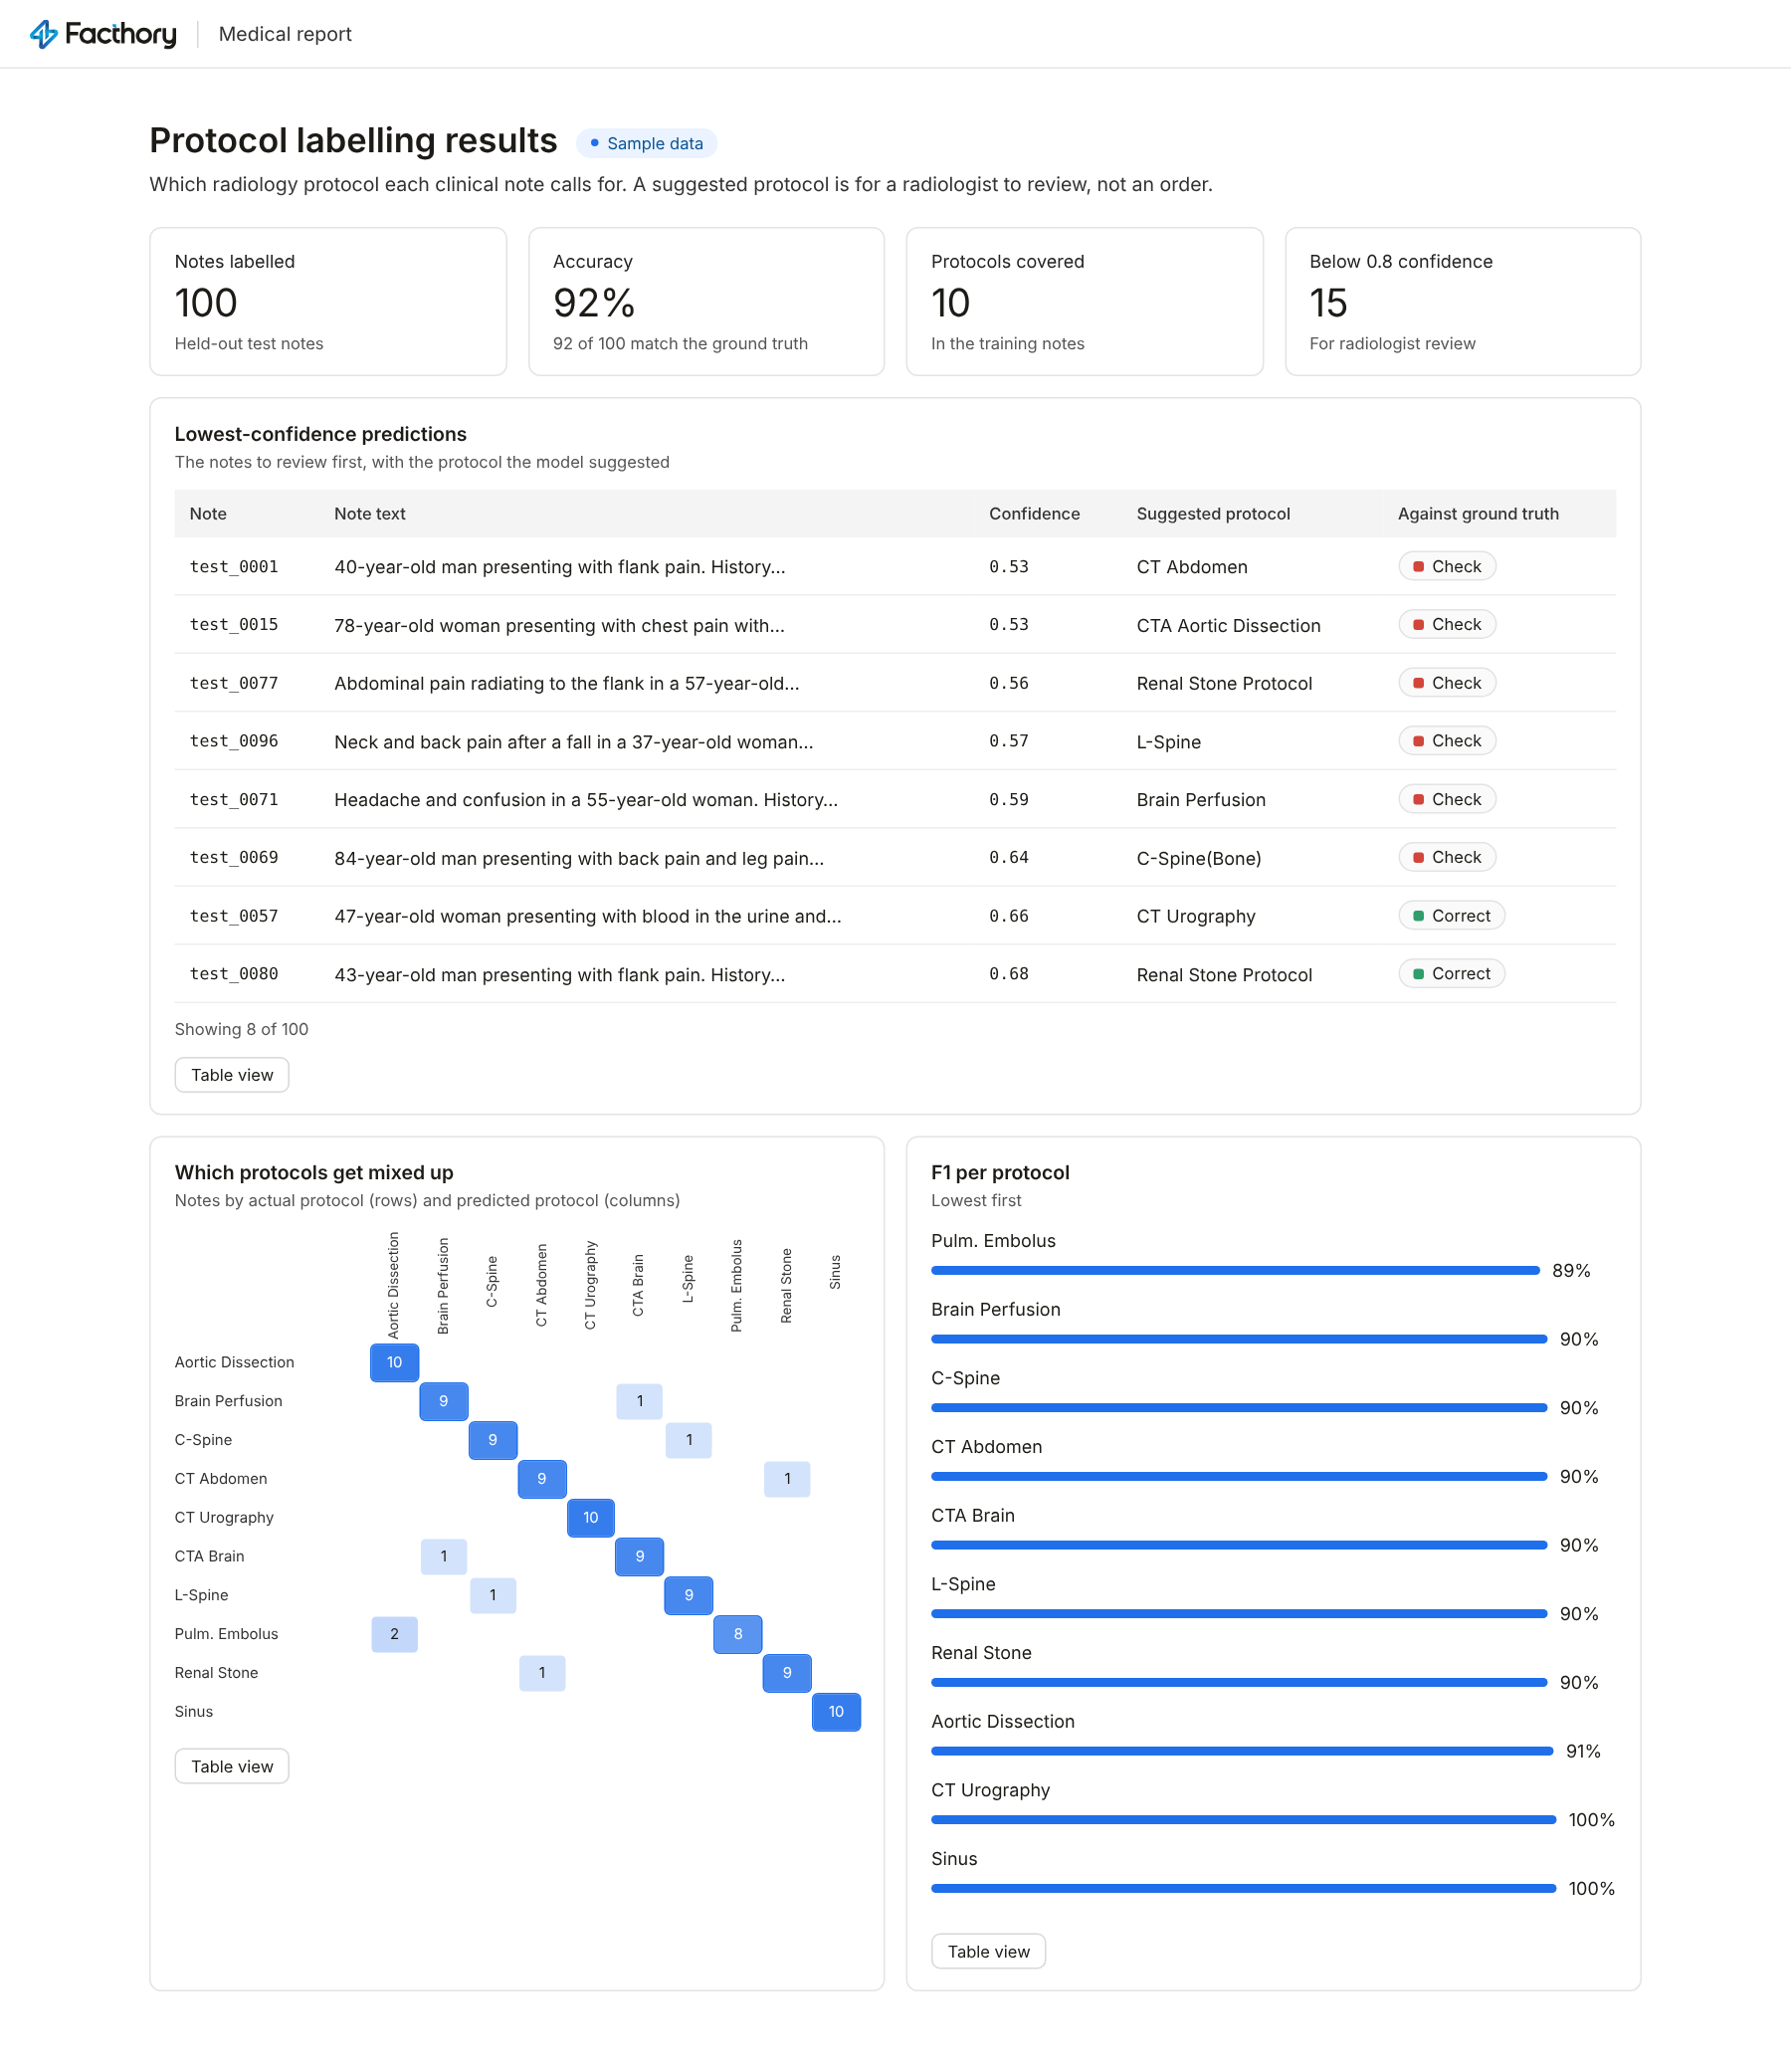 Facthory
Medical report
Protocol labelling results
Sample data
Which radiology protocol each clinical note calls for. A suggested protocol is for a radiologist to review, not an order.
Notes labelled
100
Held-out test notes
Accuracy
92%
92 of 100 match the ground truth
Protocols covered
10
In the training notes
Below 0.8 confidence
15
For radiologist review
Lowest-confidence predictions
The notes to review first, with the protocol the model suggested
Note Note text Confidence Suggested protocol Against ground truth
test_0001 40-year-old man presenting with flank pain. History... 0.53 CT Abdomen Check
test_0015 78-year-old woman presenting with chest pain with... 0.53 CTA Aortic Dissection Check
test_0077 Abdominal pain radiating to the flank in a 57-year-old... 0.56 Renal Stone Protocol Check
test_0096 Neck and back pain after a fall in a 37-year-old woman... 0.57 L-Spine Check
test_0071 Headache and confusion in a 55-year-old woman. History... 0.59 Brain Perfusion Check
test_0069 84-year-old man presenting with back pain and leg pain... 0.64 C-Spine(Bone) Check
test_0057 47-year-old woman presenting with blood in the urine and... 0.66 CT Urography Correct
test_0080 43-year-old man presenting with flank pain. History... 0.68 Renal Stone Protocol Correct
Showing 8 of 100
Table view
Which protocols get mixed up
Notes by actual protocol (rows) and predicted protocol (columns)
Aortic Dissection
Brain Perfusion
C-Spine
CT Abdomen
CT Urography
CTA Brain
L-Spine
Pulm. Embolus
Renal Stone
Sinus
Aortic Dissection 10
Brain Perfusion 9 1
C-Spine 9 1
CT Abdomen 9 1
CT Urography 10
CTA Brain 1 9
L-Spine 1 9
Pulm. Embolus 2 8
Renal Stone 1 9
Sinus 10
Table view
F1 per protocol
Lowest first
Pulm. Embolus
89%
Brain Perfusion
90%
C-Spine
90%
CT Abdomen
90%
CTA Brain
90%
L-Spine
90%
Renal Stone
90%
Aortic Dissection
91%
CT Urography
100%
Sinus
100%
Table view